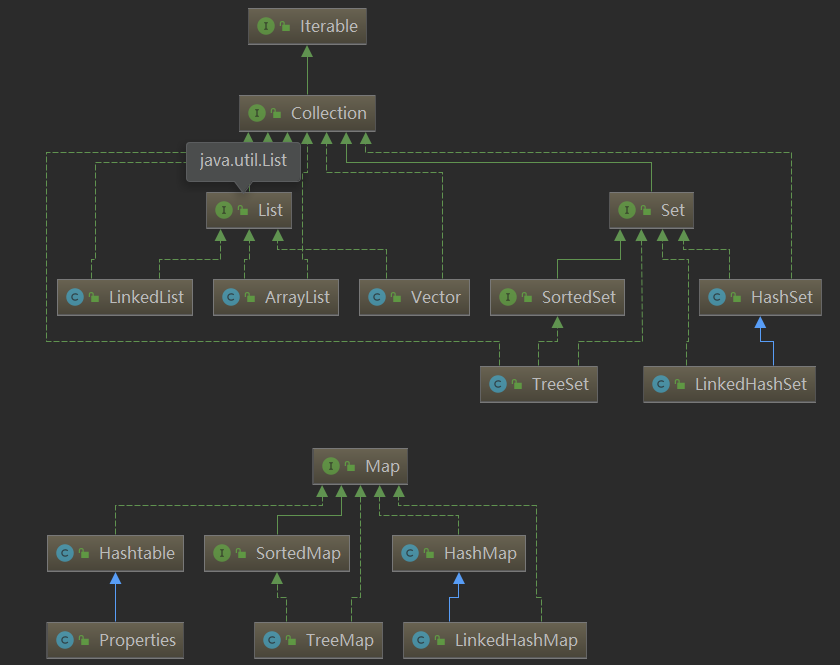 I Iterable
I Collection
java.util.List
I List
I Set
C LinkedList
C ArrayList
C Vector
I SortedSet
C HashSet
C TreeSet
C LinkedHashSet
I Map
C Hashtable
I SortedMap
C HashMap
C Properties
C TreeMap
C LinkedHashMap